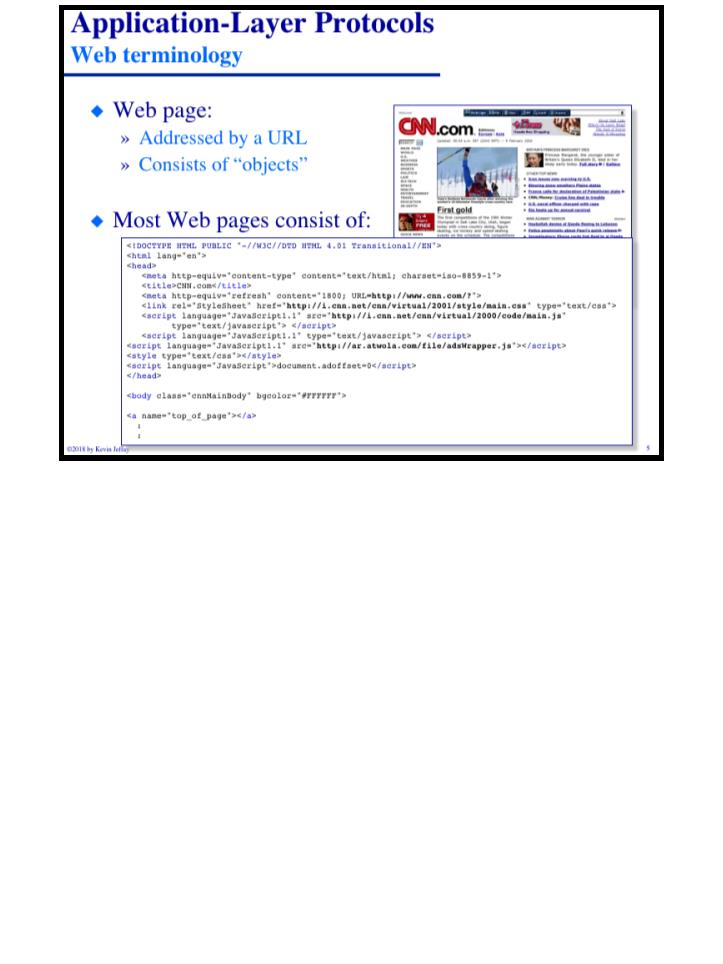 Application-Layer Protocols
Web terminology
Web page:
» Addressed by a URL
» Consists of “objects”
Most Web pages consist of:
CNN.com
First gold
<!DOCTYPE HTML PUBLIC "-//W3C//DTD HTML 4.01 Transitional//EN">
<html lang="en">
<head>
<meta http-equiv="content-type" content="text/html; charset=iso-8859-1">
<title>CNN.com</title>
<meta http-equiv="refresh" content="1800; URL=http://www.cnn.com/?">
<link rel="StyleSheet" href="http://i.cnn.net/cnn/virtual/2001/style/main.css" type="text/css">
<script language="JavaScript1.1" src="http://i.cnn.net/cnn/virtual/2000/code/main.js"
type="text/javascript"> </script>
<script language="JavaScript1.1" type="text/javascript"> </script>
<script language="JavaScript1.1" src="http://ar.atwola.com/file/adsWrapper.js"></script>
<style type="text/css"></style>
<script language="JavaScript">document.adoffset=0</script>
</head>
<body class="cnnMainBody" bgcolor="#FFFFFF">
<a name="top_of_page"></a>
:
:
©2018 by Kevin Jeffay
5